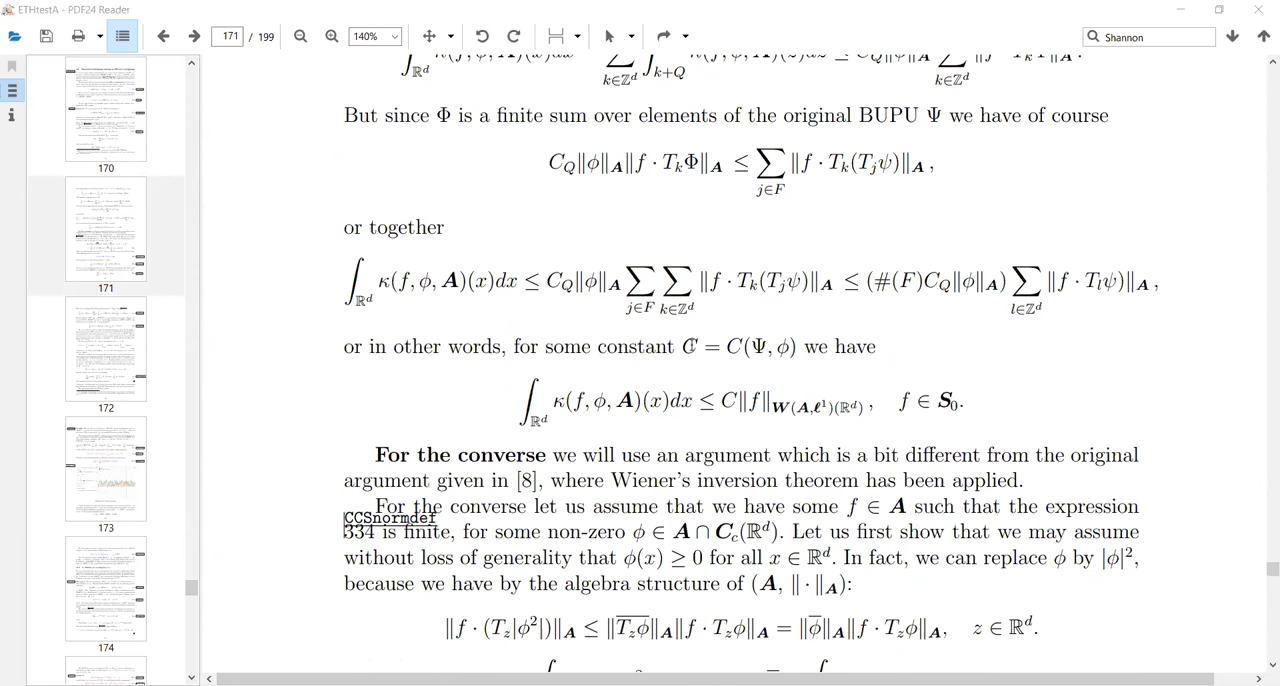 ETHtestA - PDF24 Reader
171 / 199
140%
Shannon
170
171
172
173
174
But since Φ is a finite sum over elements of the original BUPU Ψ we have of course
C_Q‖ϕ‖_A‖f · T_kΦ‖_A ≤ ∑_{j∈F} ‖f · T_k(T_jψ)‖_A ,
or together
∫_{ℝ^d} κ(f, ϕ, A)(x)dx ≤ C_Q‖ϕ‖_A ∑_{j∈F} ∑_{k∈ℤ^d} ‖f · T_k(T_jψ)‖_A ≤ (#(F)C_Q‖ϕ‖_A) ∑_{l∈ℤ^d} ‖f · T_lψ)‖_A ,
or in other words, for some constant C = C(Ψ, ϕ) we have
∫_{ℝ^d} κ(f, ϕ, A)(x)dx ≤ C‖f‖_{W(A,ℓ^1)(ℝ^d)} , f ∈ S_0.
For the converse we will use an argument which is a bit different from the original
argument given in [8], where Wiener's inversion theorem has been applied.
For the converse let us assume that we have some f ∈ A such that the expression
CCSnormdef
334 is finite, for some non-zero ϕ ∈ A ∩ C_c(ℝ^d). Let us first show that we may assume
without loss of generality that ϕ(x) ≥ 0 for all x ∈ ℝ^d. In fact, we can replace ϕ by |ϕ|^2,
because we have by the algebra structure of (A, ‖ ‖_A):
‖f · (T_z|ϕ^2|)‖_A ≤ ‖\overline{T_zϕ}‖_A‖f · T_zϕ‖_A = ‖\overline{ϕ}‖_A‖f · T_zϕ‖_A, z ∈ ℝ^d.